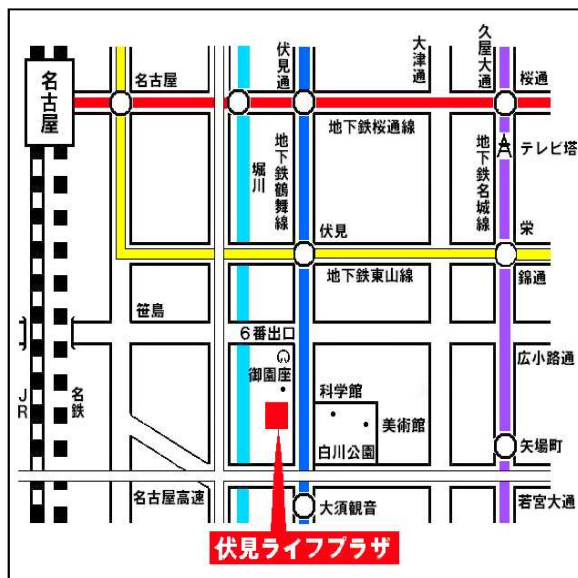 名古屋
名古屋
伏見通
大津通
久屋大通
桜通
地下鉄桜通線
テレビ塔
堀川
地下鉄鶴舞線
地下鉄名城線
伏見
栄
地下鉄東山線
錦通
笹島
6番出口
御園座
広小路通
JR
名鉄
科学館
美術館
白川公園
矢場町
名古屋高速
大須観音
若宮大通
伏見ライフプラザ